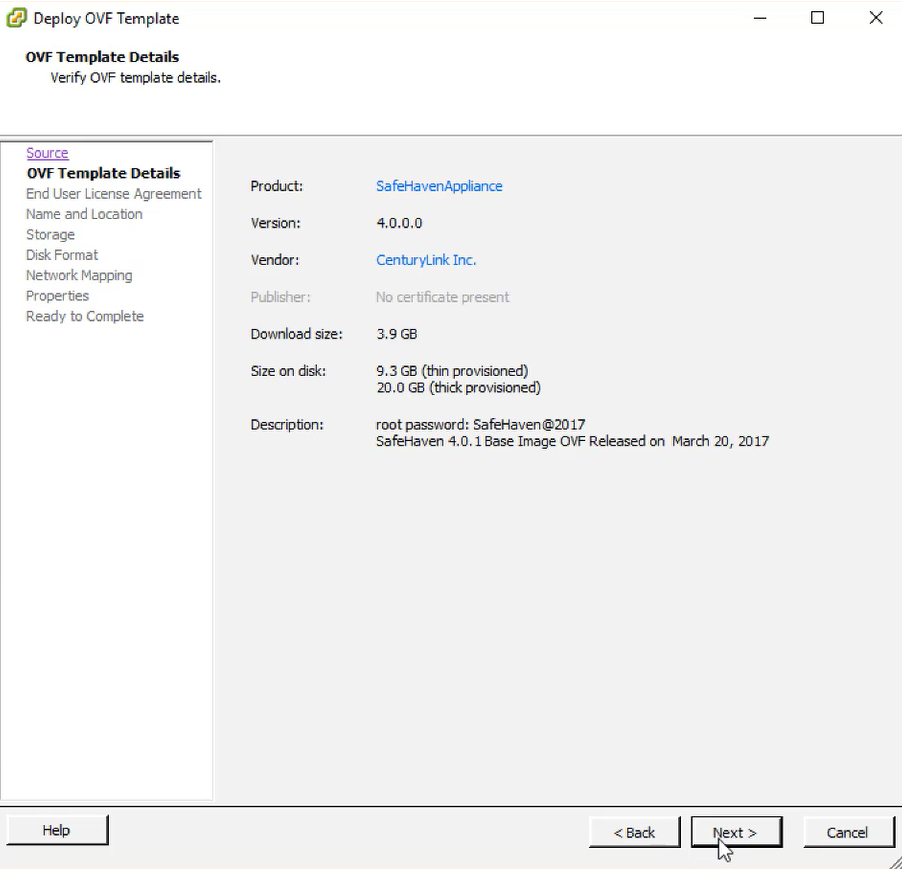 Deploy OVF Template
OVF Template Details
Verify OVF template details.
Source
OVF Template Details
End User License Agreement
Name and Location
Storage
Disk Format
Network Mapping
Properties
Ready to Complete
Product: SafeHavenAppliance
Version: 4.0.0.0
Vendor: CenturyLink Inc.
Publisher: No certificate present
Download size: 3.9 GB
Size on disk: 9.3 GB (thin provisioned)
20.0 GB (thick provisioned)
Description: root password: SafeHaven@2017
SafeHaven 4.0.1 Base Image OVF Released on March 20, 2017
Help
< Back
Next >
Cancel